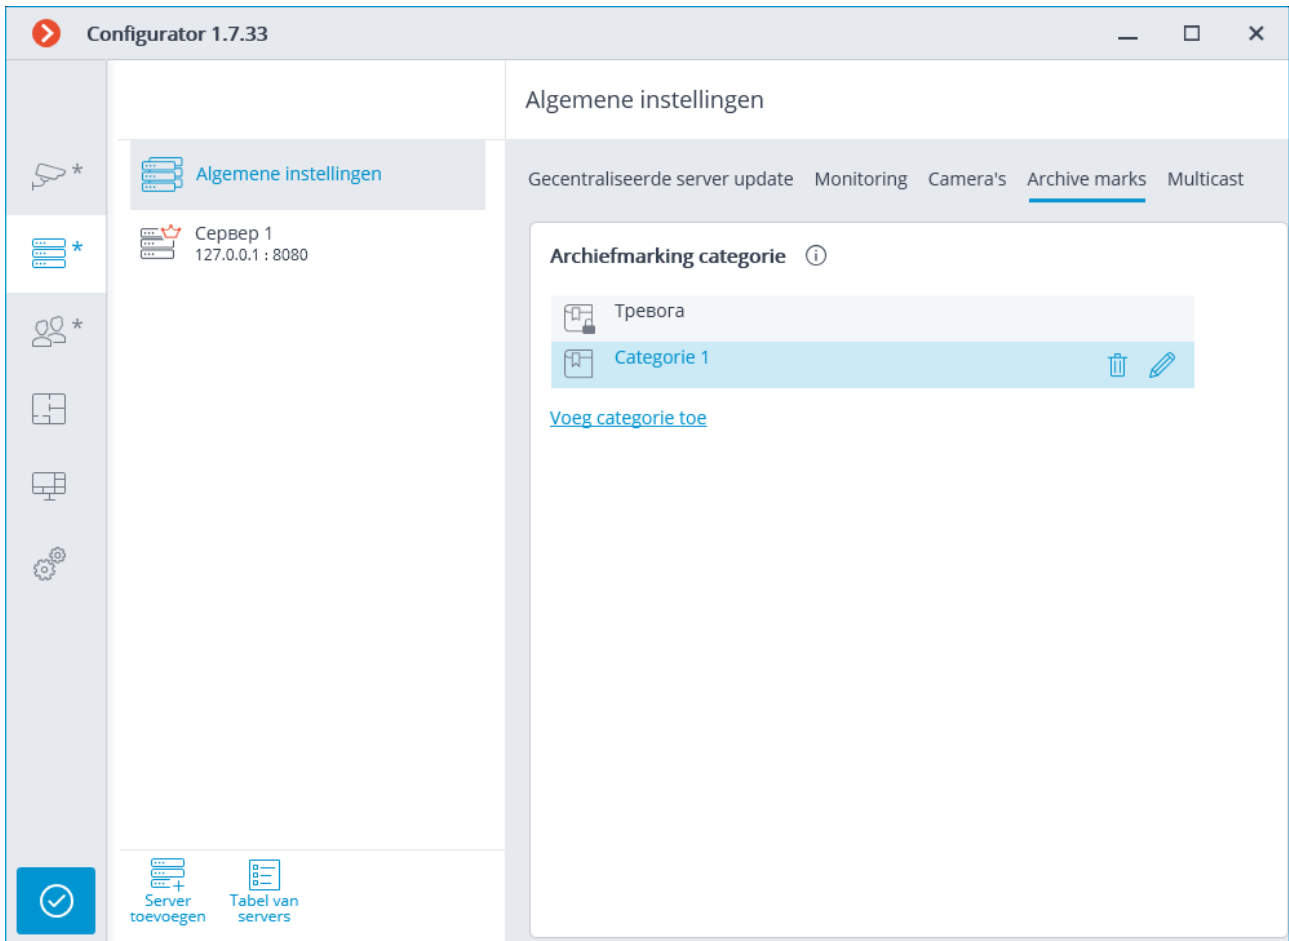 Configurator 1.7.33
Algemene instellingen
*
Algemene instellingen
Gecentraliseerde server update Monitoring Camera's Archive marks Multicast
*
Сервер 1
127.0.0.1 : 8080
Archiefmarking categorie
*
Тревога
Categorie 1
Voeg categorie toe
Server
toevoegen
Tabel van
servers